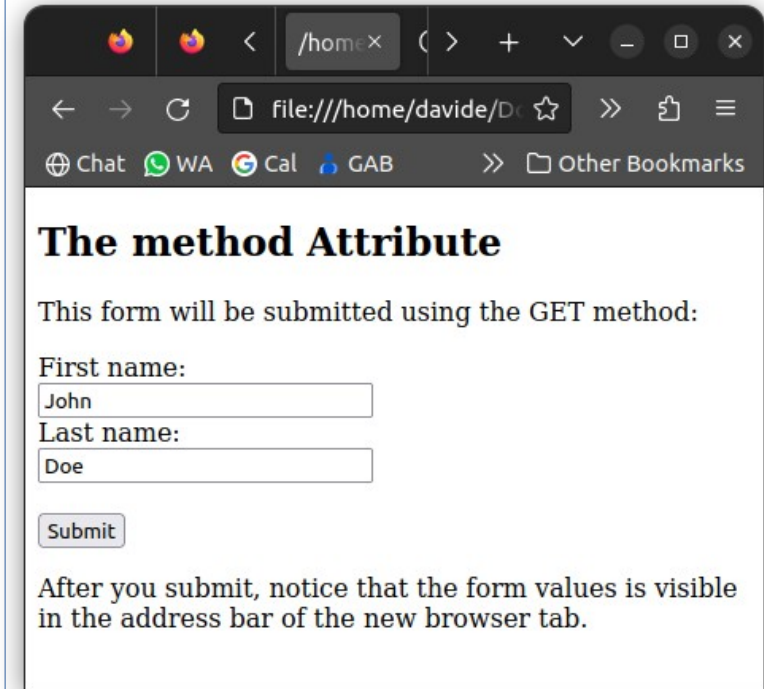 /home
file:///home/davide/Do
Chat WA Cal GAB Other Bookmarks
The method Attribute
This form will be submitted using the GET method:
First name:
John
Last name:
Doe
Submit
After you submit, notice that the form values is visible
in the address bar of the new browser tab.